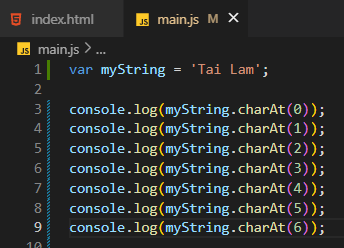 index.html
JS main.js M ×
JS main.js > ...
1 var myString = 'Tai Lam';
2
3 console.log(myString.charAt(0));
4 console.log(myString.charAt(1));
5 console.log(myString.charAt(2));
6 console.log(myString.charAt(3));
7 console.log(myString.charAt(4));
8 console.log(myString.charAt(5));
9 console.log(myString.charAt(6));